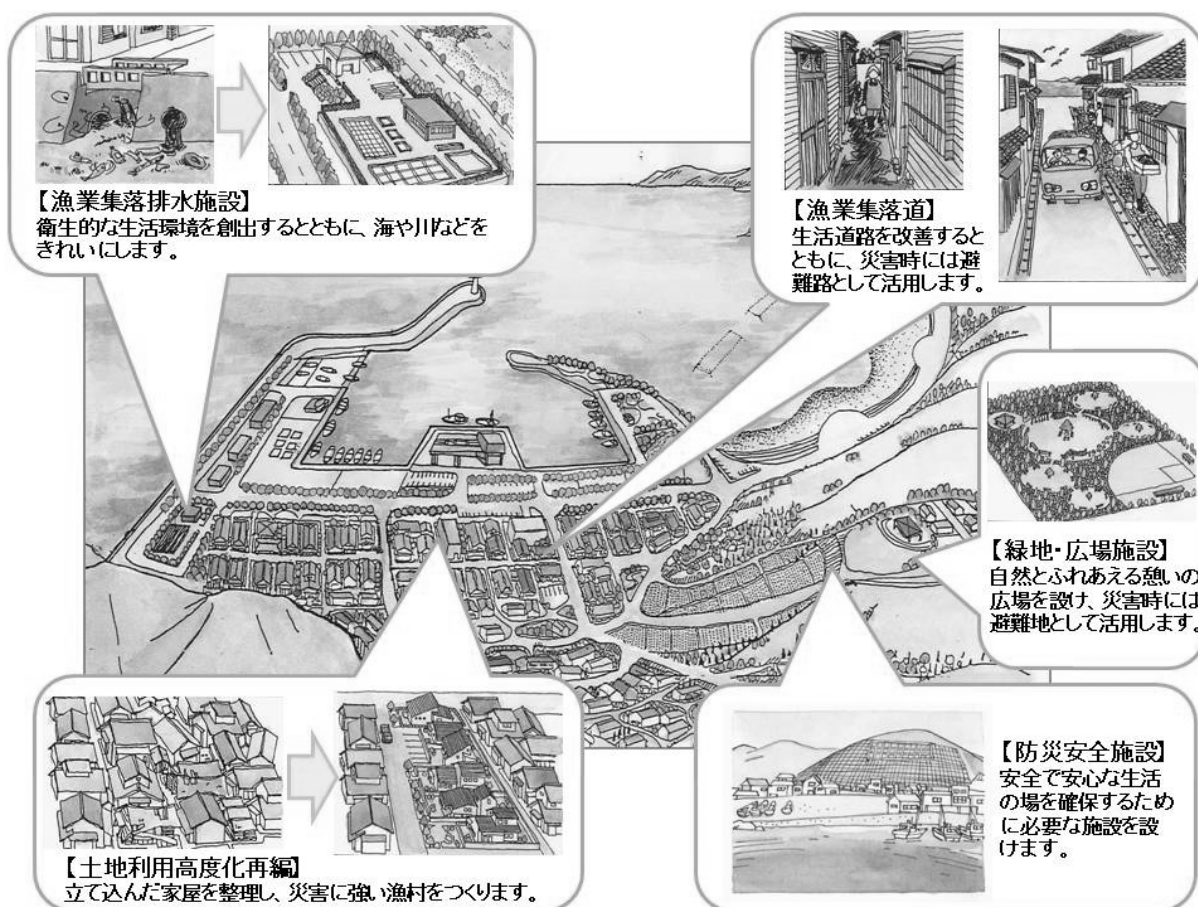 【漁業集落排水施設】
衛生的な生活環境を創出するとともに、海や川などを
きれいにします。
【漁業集落道】
生活道路を改善すると
ともに、災害時には避
難路として活用します。
【緑地・広場施設】
自然とふれあえる憩いの
広場を設け、災害時には
避難地として活用します。
【土地利用高度化再編】
立て込んだ家屋を整理し、災害に強い漁村をつくります。
【防災安全施設】
安全で安心な生活
の場を確保するため
に必要な施設を設
けます。